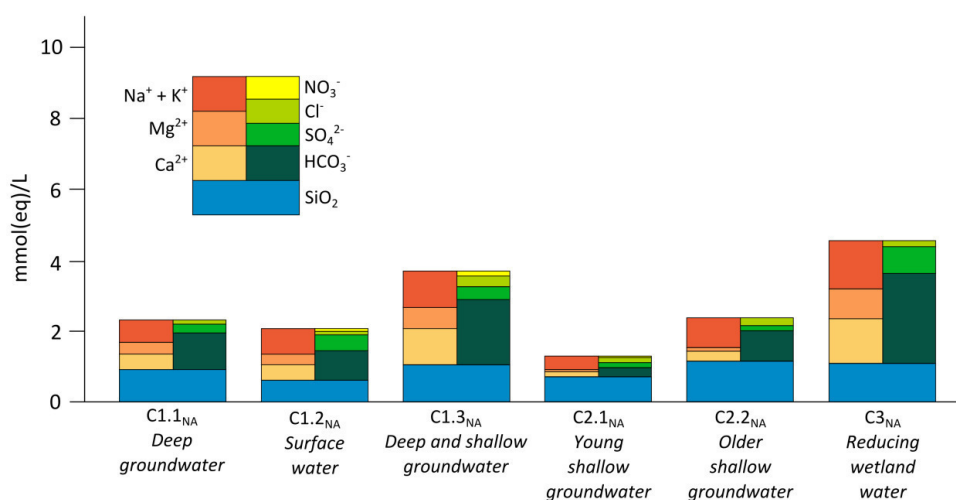 mmol(eq)/L
10
8
6
4
2
0
Na⁺ + K⁺
Mg²⁺
Ca²⁺
NO₃⁻
Cl⁻
SO₄²⁻
HCO₃⁻
SiO₂
C1.1NA
Deep
groundwater
C1.2NA
Surface
water
C1.3NA
Deep and shallow
groundwater
C2.1NA
Young
shallow
groundwater
C2.2NA
Older
shallow
groundwater
C3NA
Reducing
wetland
water